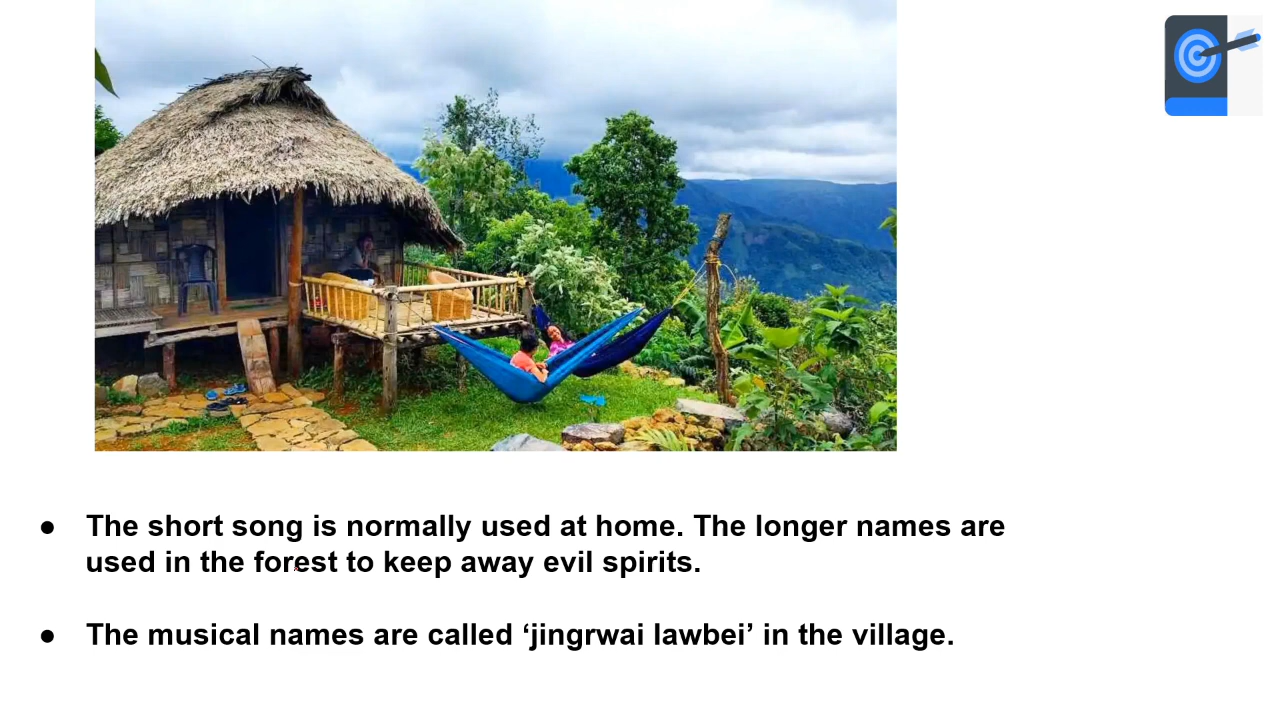 ● The short song is normally used at home. The longer names are
used in the forest to keep away evil spirits.
● The musical names are called ‘jingrwai lawbei’ in the village.